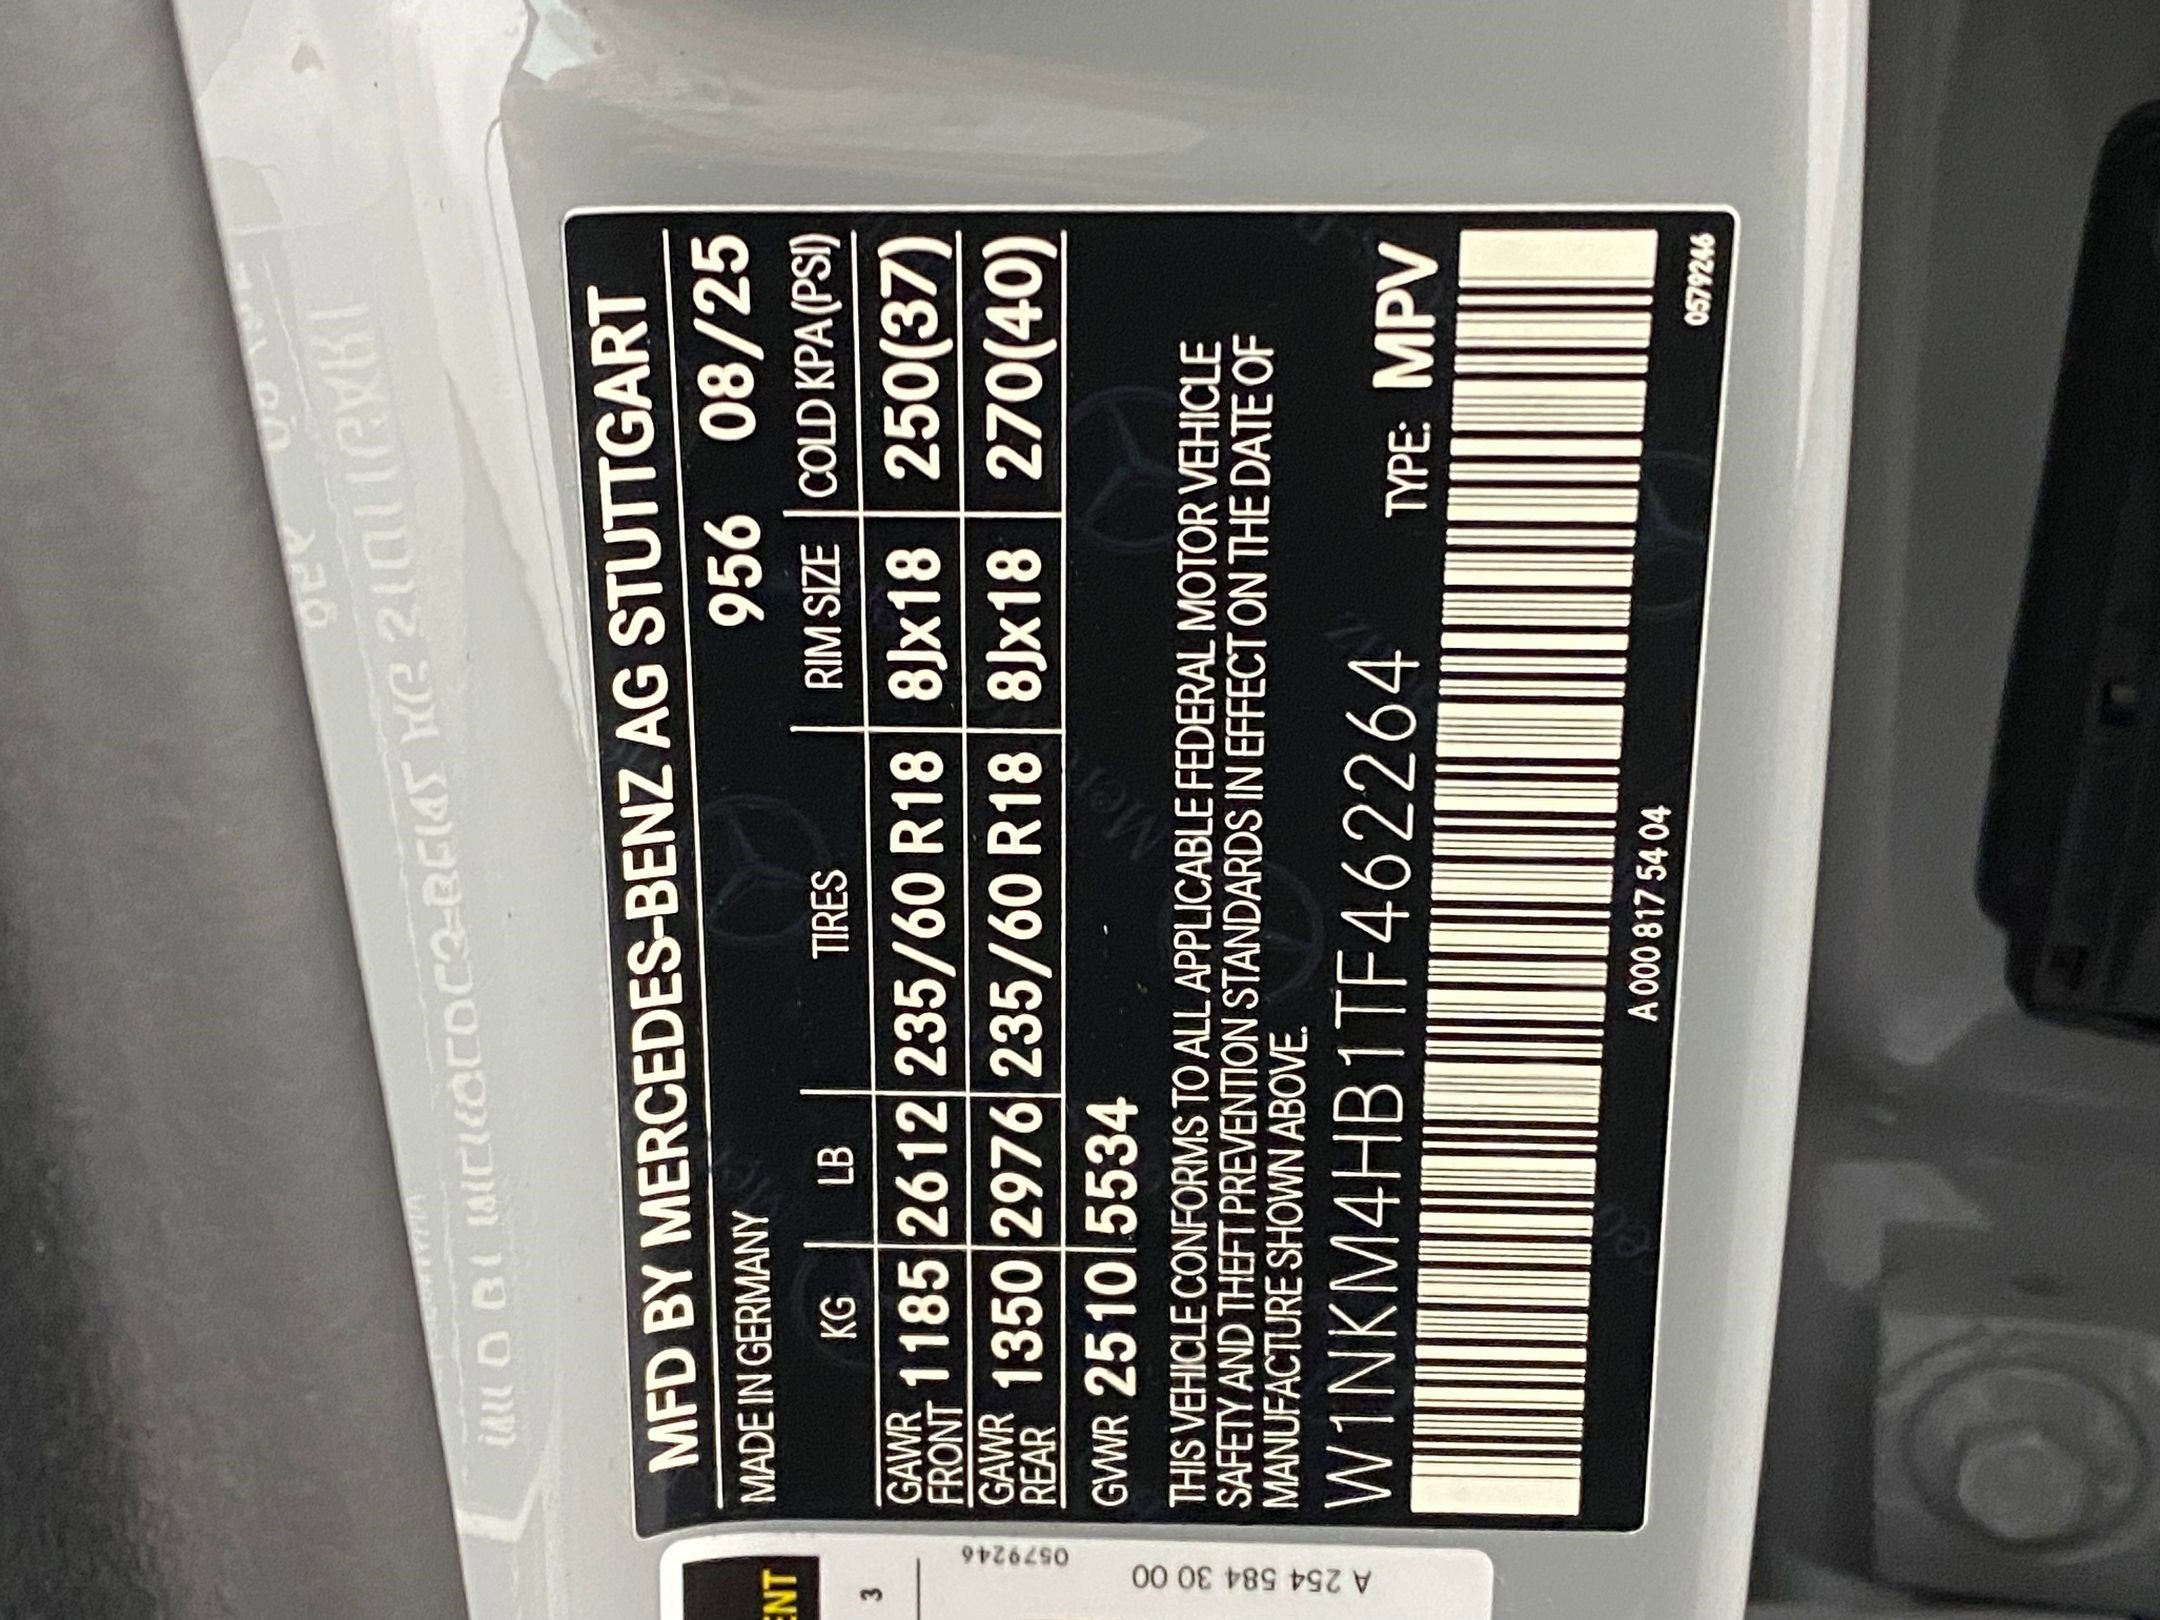 MFD BY MERCEDES-BENZ AG STUTTGART
MADE IN GERMANY 956 08/25
KG LB TIRES RIM SIZE COLD KPA(PSI)
GAWR FRONT 1185 2612 235/60 R18 8Jx18 250(37)
GAWR REAR 1350 2976 235/60 R18 8Jx18 270(40)
GVWR 2510 5534
THIS VEHICLE CONFORMS TO ALL APPLICABLE FEDERAL MOTOR VEHICLE
SAFETY AND THEFT PREVENTION STANDARDS IN EFFECT ON THE DATE OF
MANUFACTURE SHOWN ABOVE.
W1NKM4HB1TF462264 TYPE: MPV
A 000 817 54 04
0579246
3
0579246
A 254 584 30 00